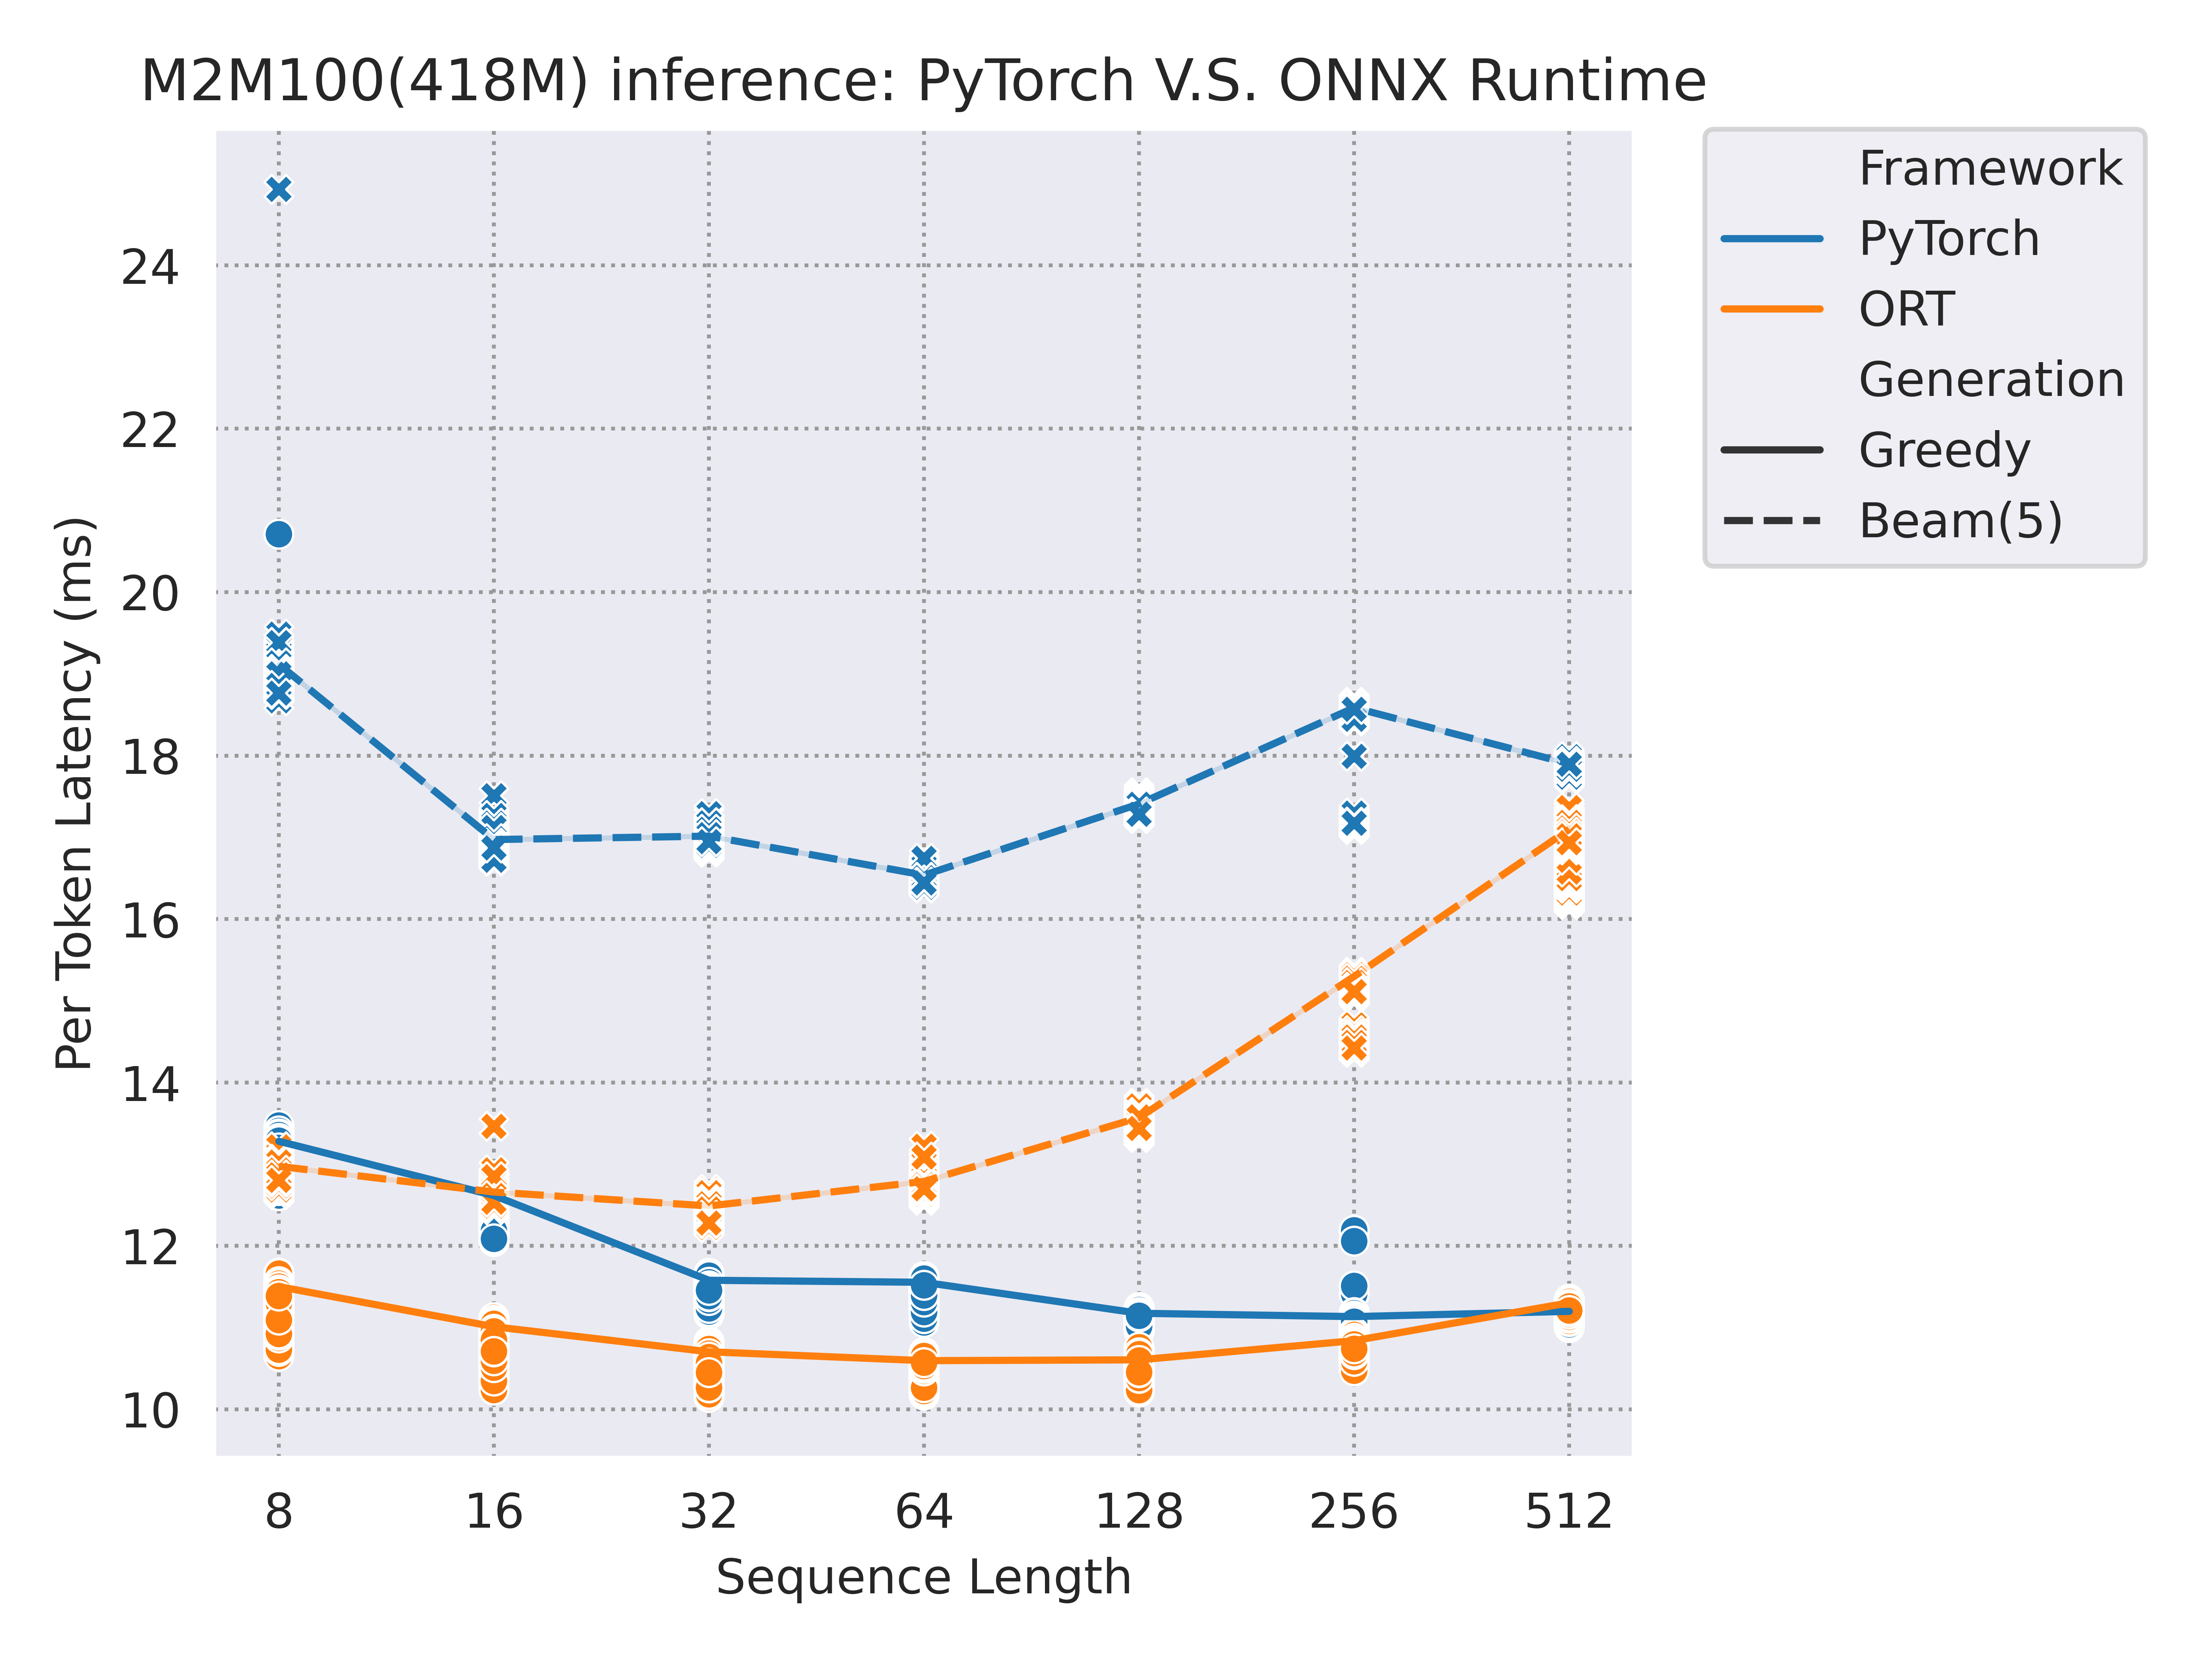 M2M100(418M) inference: PyTorch V.S. ONNX Runtime
Per Token Latency (ms)
24
22
20
18
16
14
12
10
8 16 32 64 128 256 512
Sequence Length
Framework
PyTorch
ORT
Generation
Greedy
Beam(5)